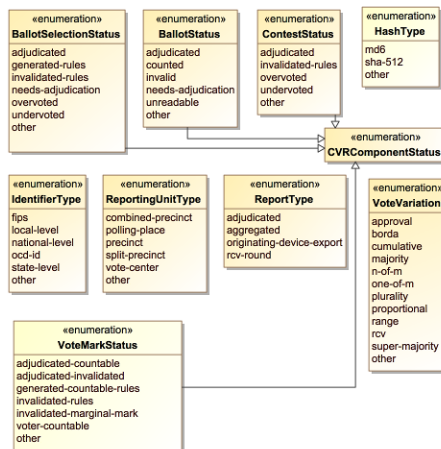 «enumeration»
BallotSelectionStatus
adjudicated
generated-rules
invalidated-rules
needs-adjudication
overvoted
undervoted
other
«enumeration»
BallotStatus
adjudicated
counted
invalid
needs-adjudication
unreadable
other
«enumeration»
ContestStatus
adjudicated
invalidated-rules
overvoted
undervoted
other
«enumeration»
HashType
md6
sha-512
other
«enumeration»
CVRComponentStatus
«enumeration»
IdentifierType
fips
local-level
national-level
ocd-id
state-level
other
«enumeration»
ReportingUnitType
combined-precinct
polling-place
precinct
split-precinct
vote-center
other
«enumeration»
ReportType
adjudicated
aggregated
originating-device-export
rcv-round
«enumeration»
VoteVariation
approval
borda
cumulative
majority
n-of-m
one-of-m
plurality
proportional
range
rcv
super-majority
other
«enumeration»
VoteMarkStatus
adjudicated-countable
adjudicated-invalidated
generated-countable-rules
invalidated-rules
invalidated-marginal-mark
voter-countable
other